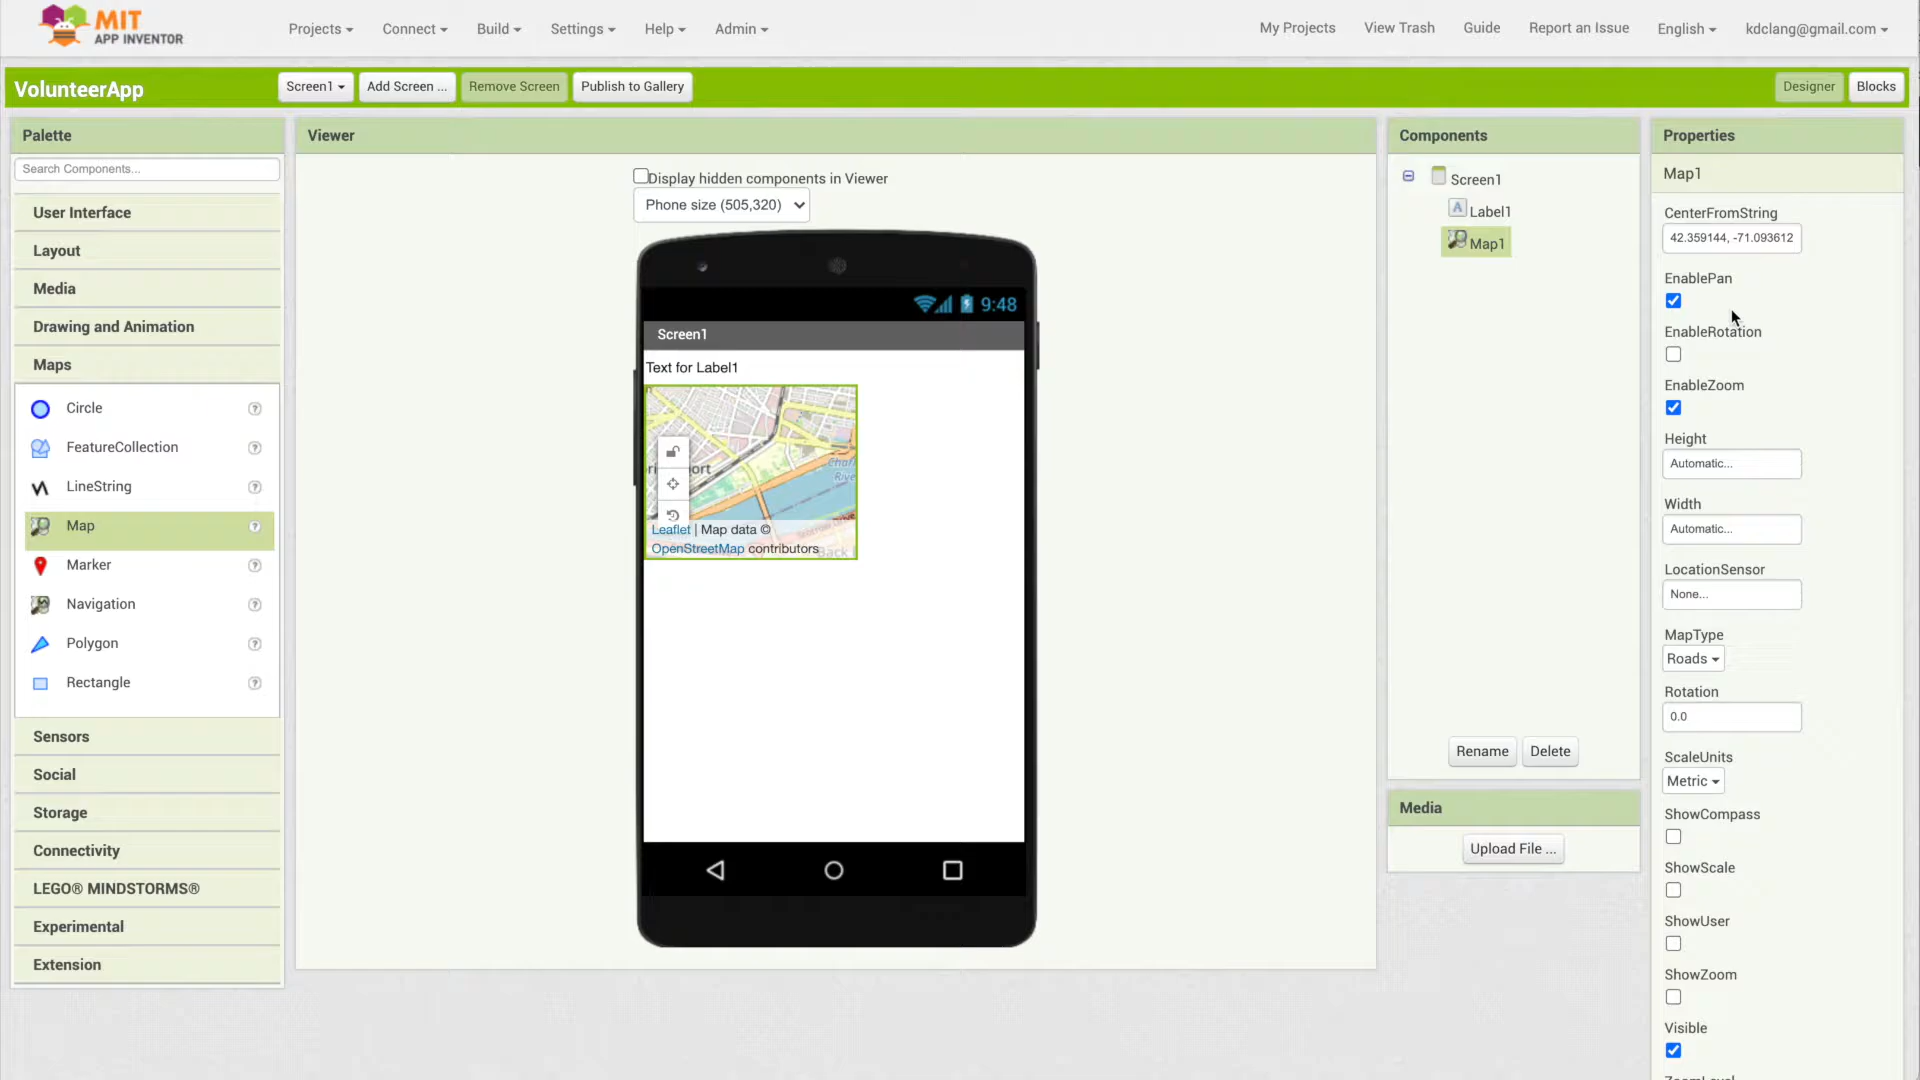 MIT
APP INVENTOR
Projects
Connect
Build
Settings
Help
Admin
My Projects
View Trash
Guide
Report an Issue
English
kdclang@gmail.com
VolunteerApp
Screen1
Add Screen ...
Remove Screen
Publish to Gallery
Designer
Blocks
Palette
Search Components...
User Interface
Layout
Media
Drawing and Animation
Maps
Circle
?
FeatureCollection
?
LineString
?
Map
?
Marker
?
Navigation
?
Polygon
?
Rectangle
?
Sensors
Social
Storage
Connectivity
LEGO® MINDSTORMS®
Experimental
Extension
Viewer
Display hidden components in Viewer
Phone size (505,320)
9:48
Screen1
Text for Label1
Leaflet | Map data ©
OpenStreetMap contributors
Components
Screen1
A Label1
Map1
Rename
Delete
Media
Upload File ...
Properties
Map1
CenterFromString
42.359144, -71.093612
EnablePan
EnableRotation
EnableZoom
Height
Automatic...
Width
Automatic...
LocationSensor
None...
MapType
Roads
Rotation
0.0
ScaleUnits
Metric
ShowCompass
ShowScale
ShowUser
ShowZoom
Visible